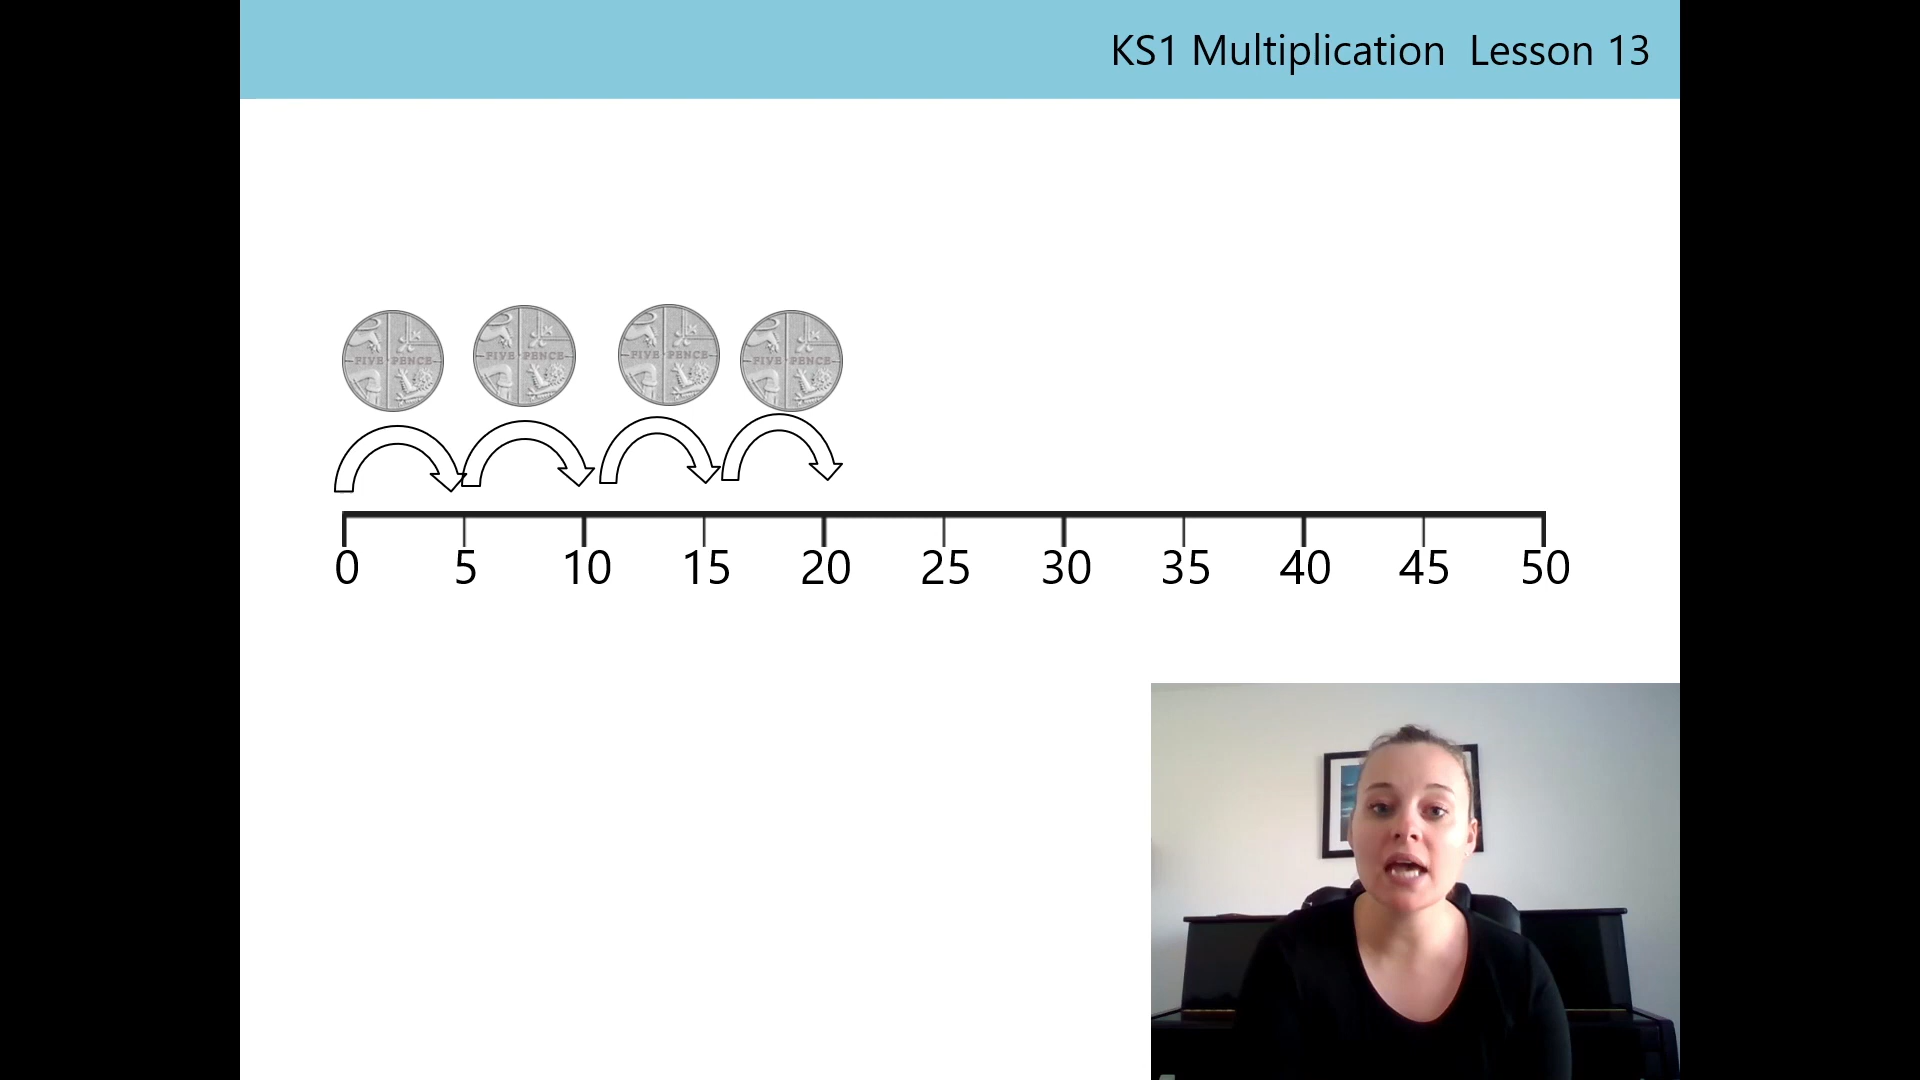 KS1 Multiplication Lesson 13
FIVE PENCE FIVE PENCE FIVE PENCE FIVE PENCE
0 5 10 15 20 25 30 35 40 45 50